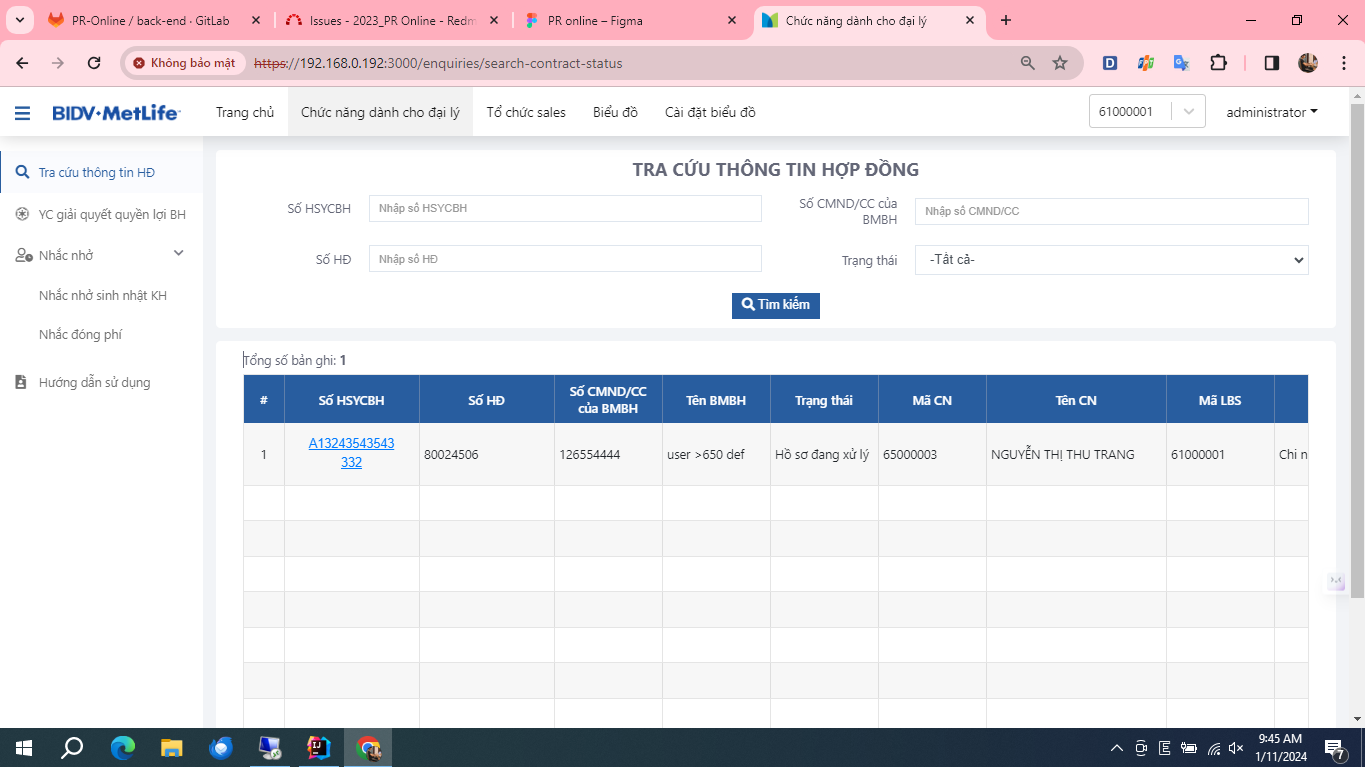 PR-Online / back-end · GitLab
Issues - 2023_PR Online - Redm
PR online – Figma
Chức năng dành cho đại lý
Không bảo mật
https://192.168.0.192:3000/enquiries/search-contract-status
BIDV MetLife
Trang chủ
Chức năng dành cho đại lý
Tổ chức sales
Biểu đồ
Cài đặt biểu đồ
61000001
administrator
Tra cứu thông tin HĐ
YC giải quyết quyền lợi BH
Nhắc nhở
Nhắc nhở sinh nhật KH
Nhắc đóng phí
Hướng dẫn sử dụng
TRA CỨU THÔNG TIN HỢP ĐỒNG
Số HSYCBH
Nhập số HSYCBH
Số CMND/CC của
BMBH
Nhập số CMND/CC
Số HĐ
Nhập số HĐ
Trạng thái
-Tất cả-
Tìm kiếm
Tổng số bản ghi: 1
#
Số HSYCBH
Số HĐ
Số CMND/CC
của BMBH
Tên BMBH
Trạng thái
Mã CN
Tên CN
Mã LBS
1
A13243543543
332
80024506
126554444
user >650 def
Hồ sơ đang xử lý
65000003
NGUYỄN THỊ THU TRANG
61000001
Chi n
9:45 AM
1/11/2024
7